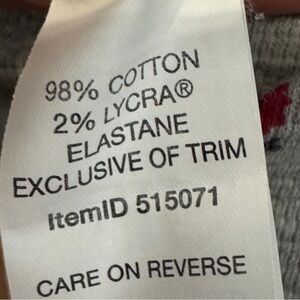 98% COTTON
2% LYCRA®
ELASTANE
EXCLUSIVE OF TRIM
ItemID 515071
CARE ON REVERSE